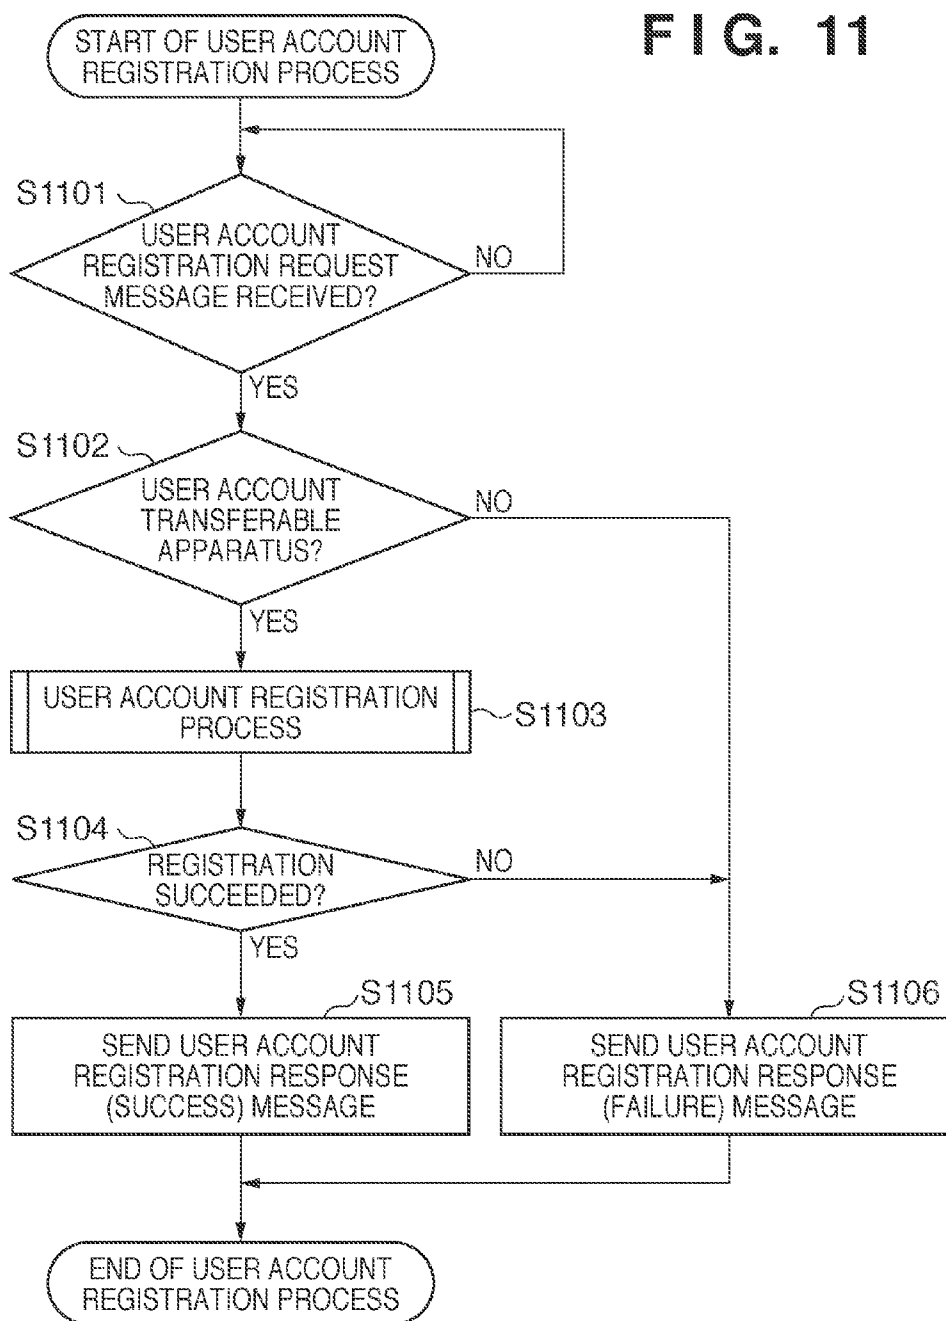 FIG. 11
START OF USER ACCOUNT
REGISTRATION PROCESS
S1101
USER ACCOUNT
REGISTRATION REQUEST
MESSAGE RECEIVED?
NO
YES
S1102
USER ACCOUNT
TRANSFERABLE
APPARATUS?
NO
YES
USER ACCOUNT REGISTRATION
PROCESS
S1103
S1104
REGISTRATION
SUCCEEDED?
NO
YES
S1105
SEND USER ACCOUNT
REGISTRATION RESPONSE
(SUCCESS) MESSAGE
S1106
SEND USER ACCOUNT
REGISTRATION RESPONSE
(FAILURE) MESSAGE
END OF USER ACCOUNT
REGISTRATION PROCESS